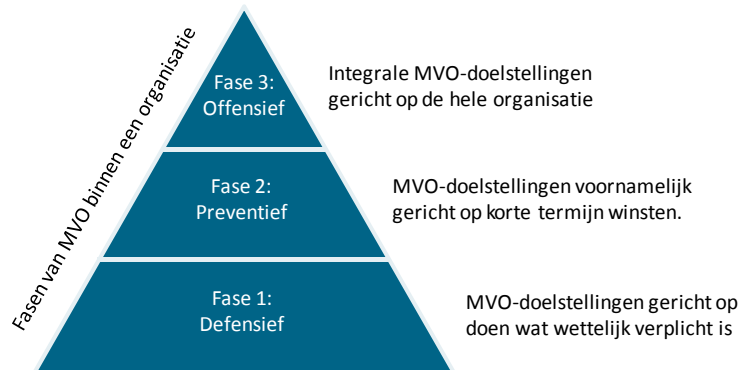 Fasen van MVO binnen een organisatie
Fase 3:
Offensief
Integrale MVO-doelstellingen
gericht op de hele organisatie
Fase 2:
Preventief
MVO-doelstellingen voornamelijk
gericht op korte termijn winsten.
Fase 1:
Defensief
MVO-doelstellingen gericht op
doen wat wettelijk verplicht is